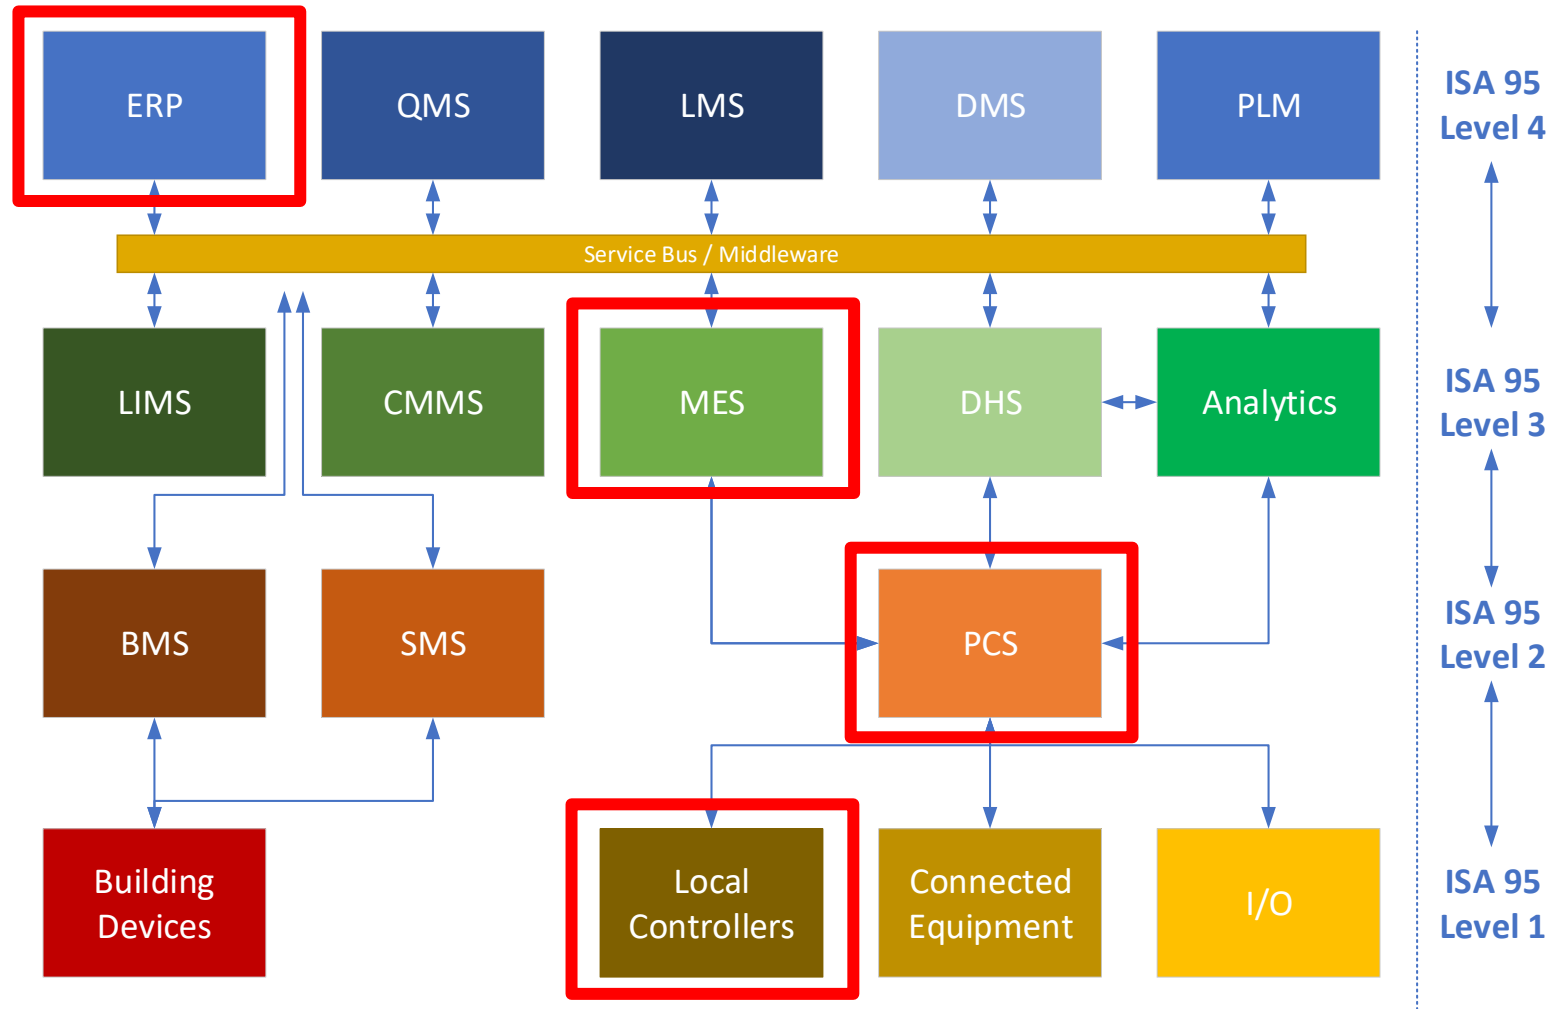 ERP
QMS
LMS
DMS
PLM
ISA 95
Level 4
Service Bus / Middleware
LIMS
CMMS
MES
DHS
Analytics
ISA 95
Level 3
BMS
SMS
PCS
ISA 95
Level 2
Building
Devices
Local
Controllers
Connected
Equipment
I/O
ISA 95
Level 1